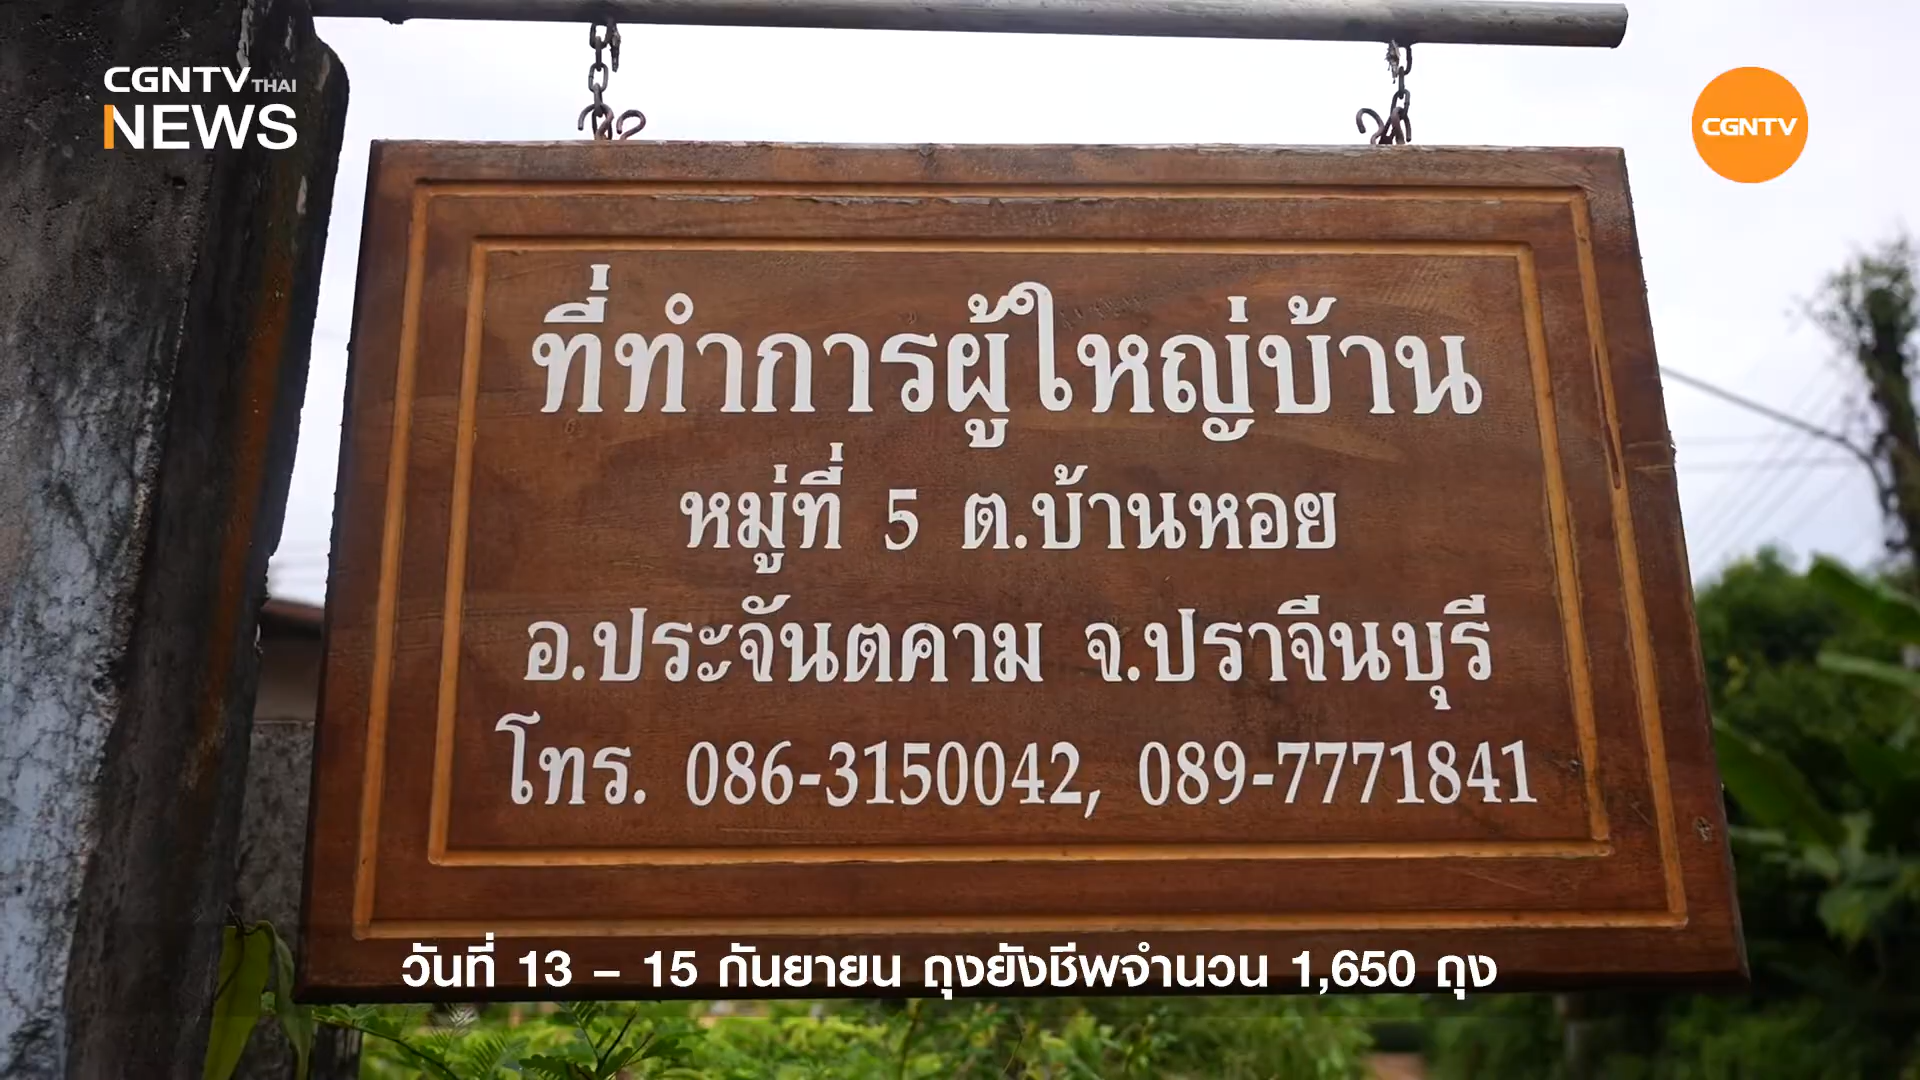 CGNTV THAI
NEWS
CGNTV
ที่ทำการผู้ใหญ่บ้าน
หมู่ที่ 5 ต.บ้านหอย
อ.ประจันตคาม จ.ปราจีนบุรี
โทร. 086-3150042, 089-7771841
วันที่ 13 – 15 กันยายน ถุงยังชีพจำนวน 1,650 ถุง